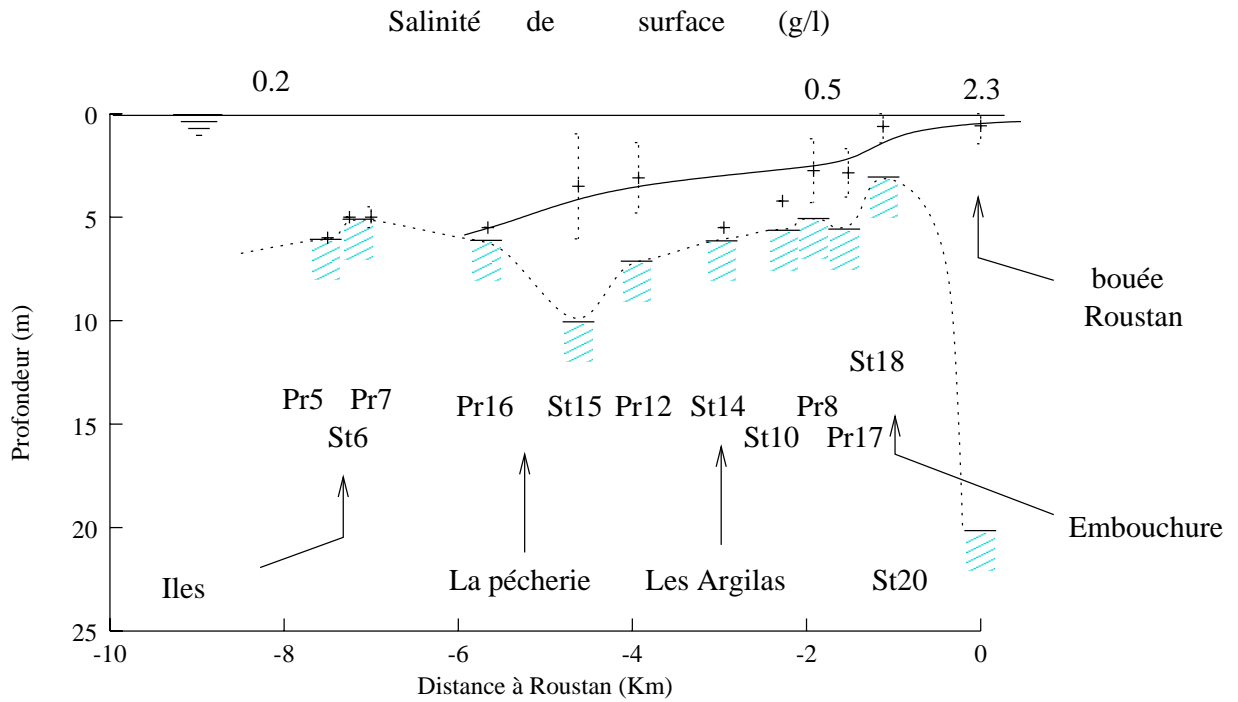 Salinité de surface (g/l)
0.2 0.5 2.3
0
5
10
15
20
25
Profondeur (m)
bouée
Roustan
St18
Pr5 Pr7 Pr16 St15 Pr12 St14 Pr8
St6 St10 Pr17
Embouchure
Iles La pécherie Les Argilas St20
-10 -8 -6 -4 -2 0
Distance à Roustan (Km)